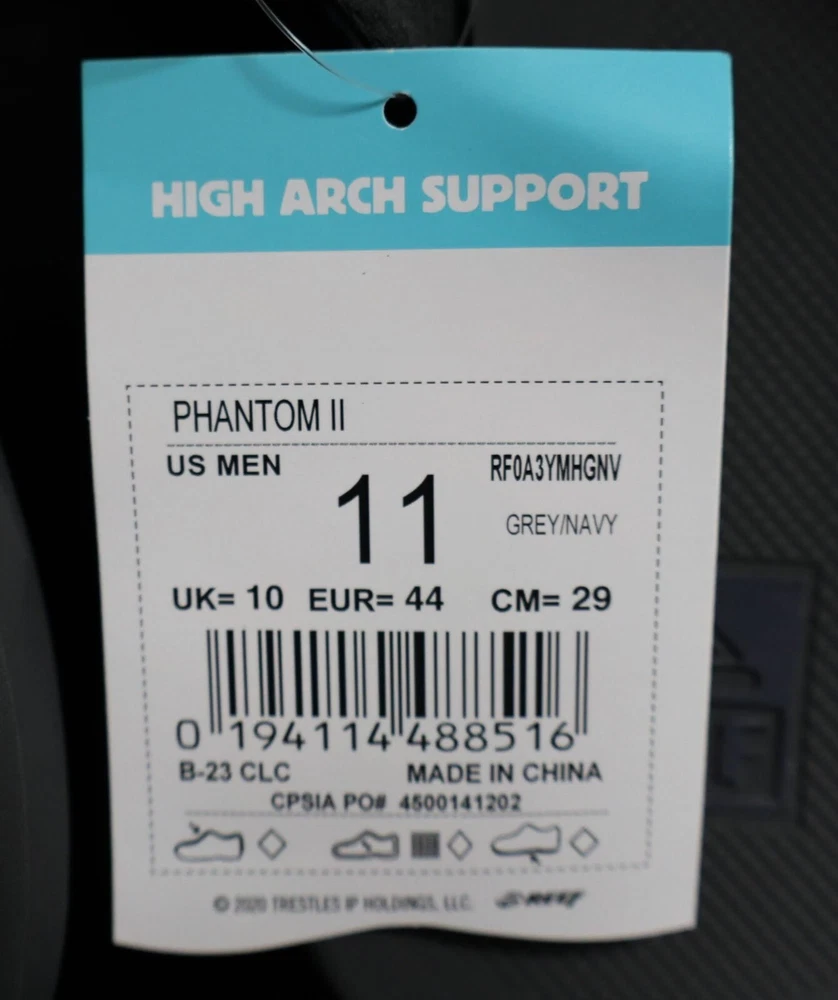 HIGH ARCH SUPPORT
PHANTOM II
US MEN
11
RF0A3YMHGNV
GREY/NAVY
UK= 10 EUR= 44 CM= 29
0 194114 488516
B-23 CLC MADE IN CHINA
CPSIA PO# 4500141202
© 2020 TRESTLES IP HOLDINGS, LLC. REEF